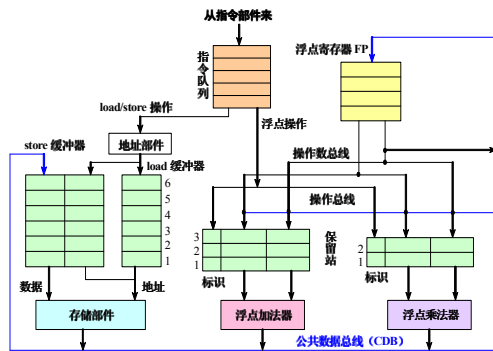 从指令部件来
指令队列
浮点寄存器 FP
load/store 操作
浮点操作
地址部件
store 缓冲器
load 缓冲器
操作数总线
操作总线
6
5
4
3
2
1
3
2
1
保留站
2
1
标识
标识
数据
地址
存储部件
浮点加法器
浮点乘法器
公共数据总线（CDB）